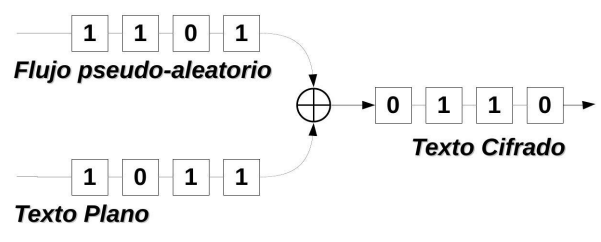 1 1 0 1
Flujo pseudo-aleatorio
0 1 1 0
Texto Cifrado
1 0 1 1
Texto Plano